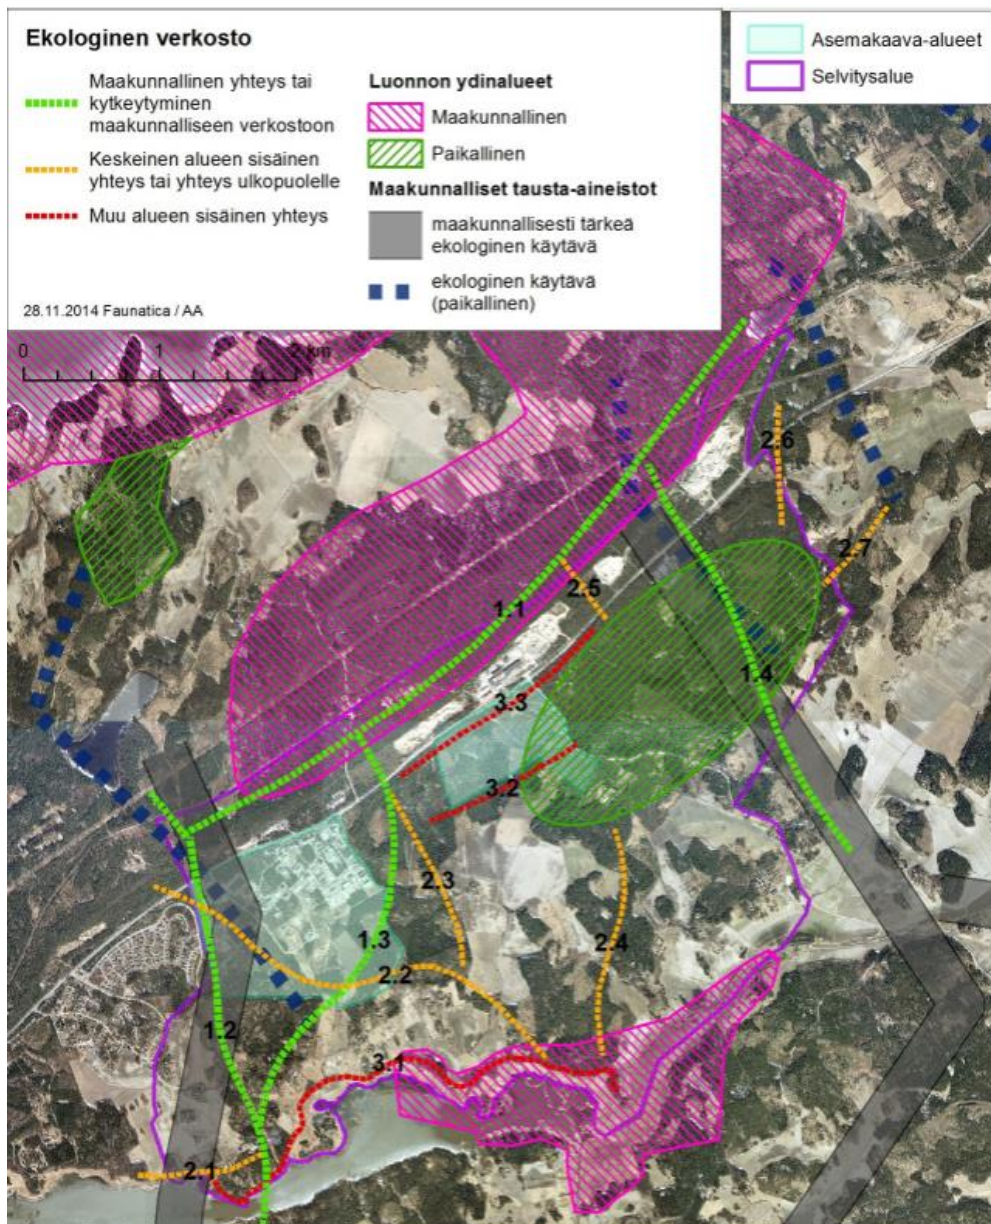 Ekologinen verkosto
Maakunnallinen yhteys tai
kytkeytyminen
maakunnalliseen verkostoon
Keskeinen alueen sisäinen
yhteys tai yhteys ulkopuolelle
Muu alueen sisäinen yhteys
28.11.2014 Faunatica / AA
Luonnon ydinalueet
Maakunnallinen
Paikallinen
Maakunnalliset tausta-aineistot
maakunnallisesti tärkeä
ekologinen käytävä
ekologinen käytävä
(paikallinen)
Asemakaava-alueet
Selvitysalue
0 1 2 km
2.6
2.7
2.5
1.1
1.4
3.3
3.2
2.3
2.4
1.3
2.2
1.2
3.1
2.1